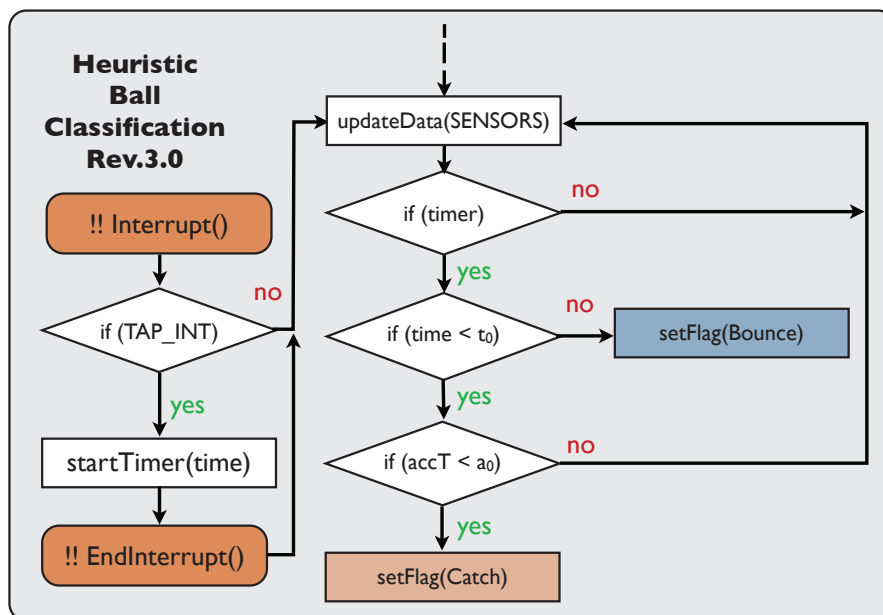 Heuristic
Ball
Classification
Rev.3.0
!! Interrupt()
if (TAP_INT)
no
yes
startTimer(time)
!! EndInterrupt()
updateData(SENSORS)
if (timer)
no
yes
if (time < t₀)
no
setFlag(Bounce)
yes
if (accT < a₀)
no
yes
setFlag(Catch)